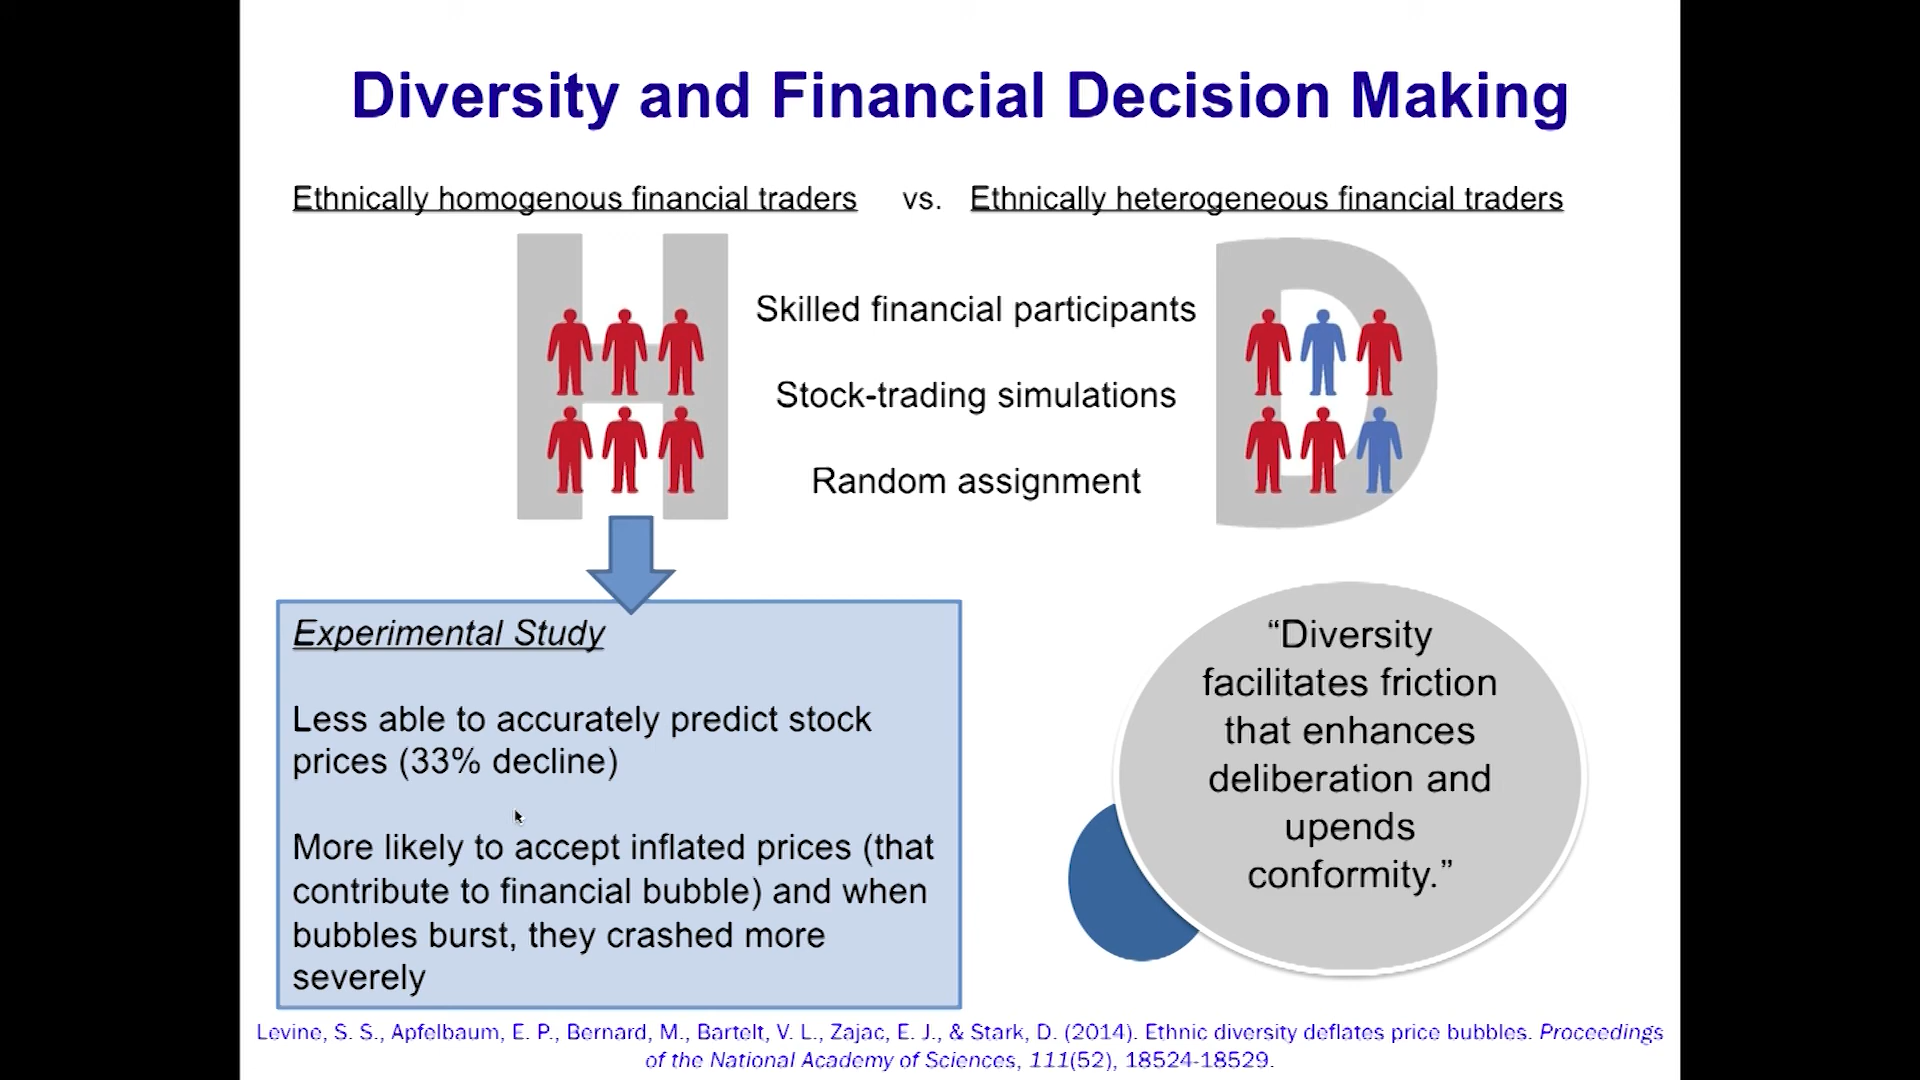 Diversity and Financial Decision Making
Ethnically homogenous financial traders vs. Ethnically heterogeneous financial traders
H
D
Skilled financial participants
Stock-trading simulations
Random assignment
Experimental Study
Less able to accurately predict stock
prices (33% decline)
More likely to accept inflated prices (that
contribute to financial bubble) and when
bubbles burst, they crashed more
severely
“Diversity
facilitates friction
that enhances
deliberation and
upends
conformity.”
Levine, S. S., Apfelbaum, E. P., Bernard, M., Bartelt, V. L., Zajac, E. J., & Stark, D. (2014). Ethnic diversity deflates price bubbles. Proceedings
of the National Academy of Sciences, 111(52), 18524-18529.